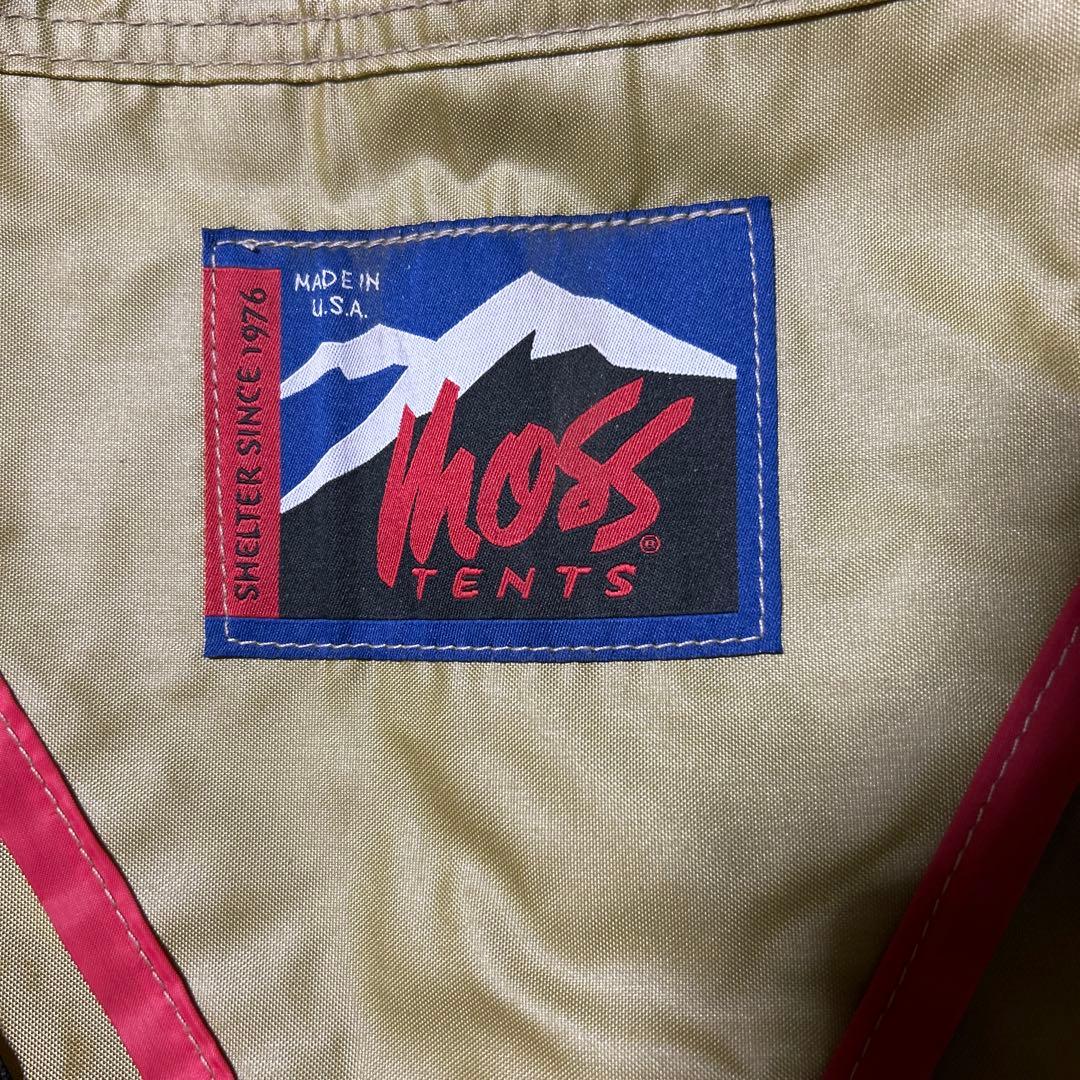 MADE IN
U.S.A.
SHELTER SINCE 1976
moss®
TENTS